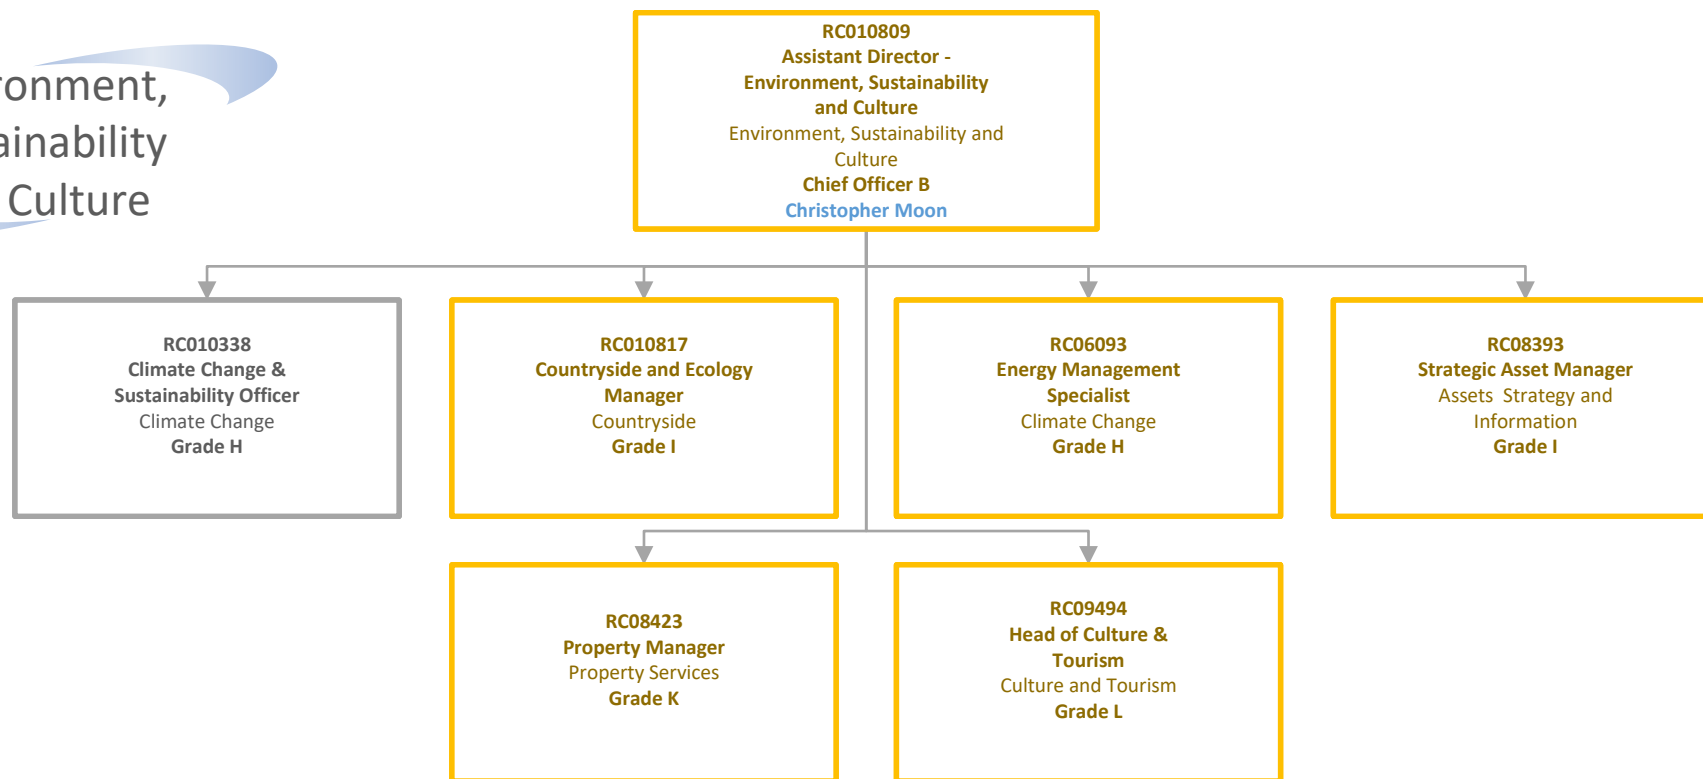 ronment,
ainability
Culture
RC010809
Assistant Director -
Environment, Sustainability
and Culture
Environment, Sustainability and
Culture
Chief Officer B
Christopher Moon
RC010338
Climate Change &
Sustainability Officer
Climate Change
Grade H
RC010817
Countryside and Ecology
Manager
Countryside
Grade I
RC06093
Energy Management
Specialist
Climate Change
Grade H
RC08393
Strategic Asset Manager
Assets  Strategy and
Information
Grade I
RC08423
Property Manager
Property Services
Grade K
RC09494
Head of Culture &
Tourism
Culture and Tourism
Grade L